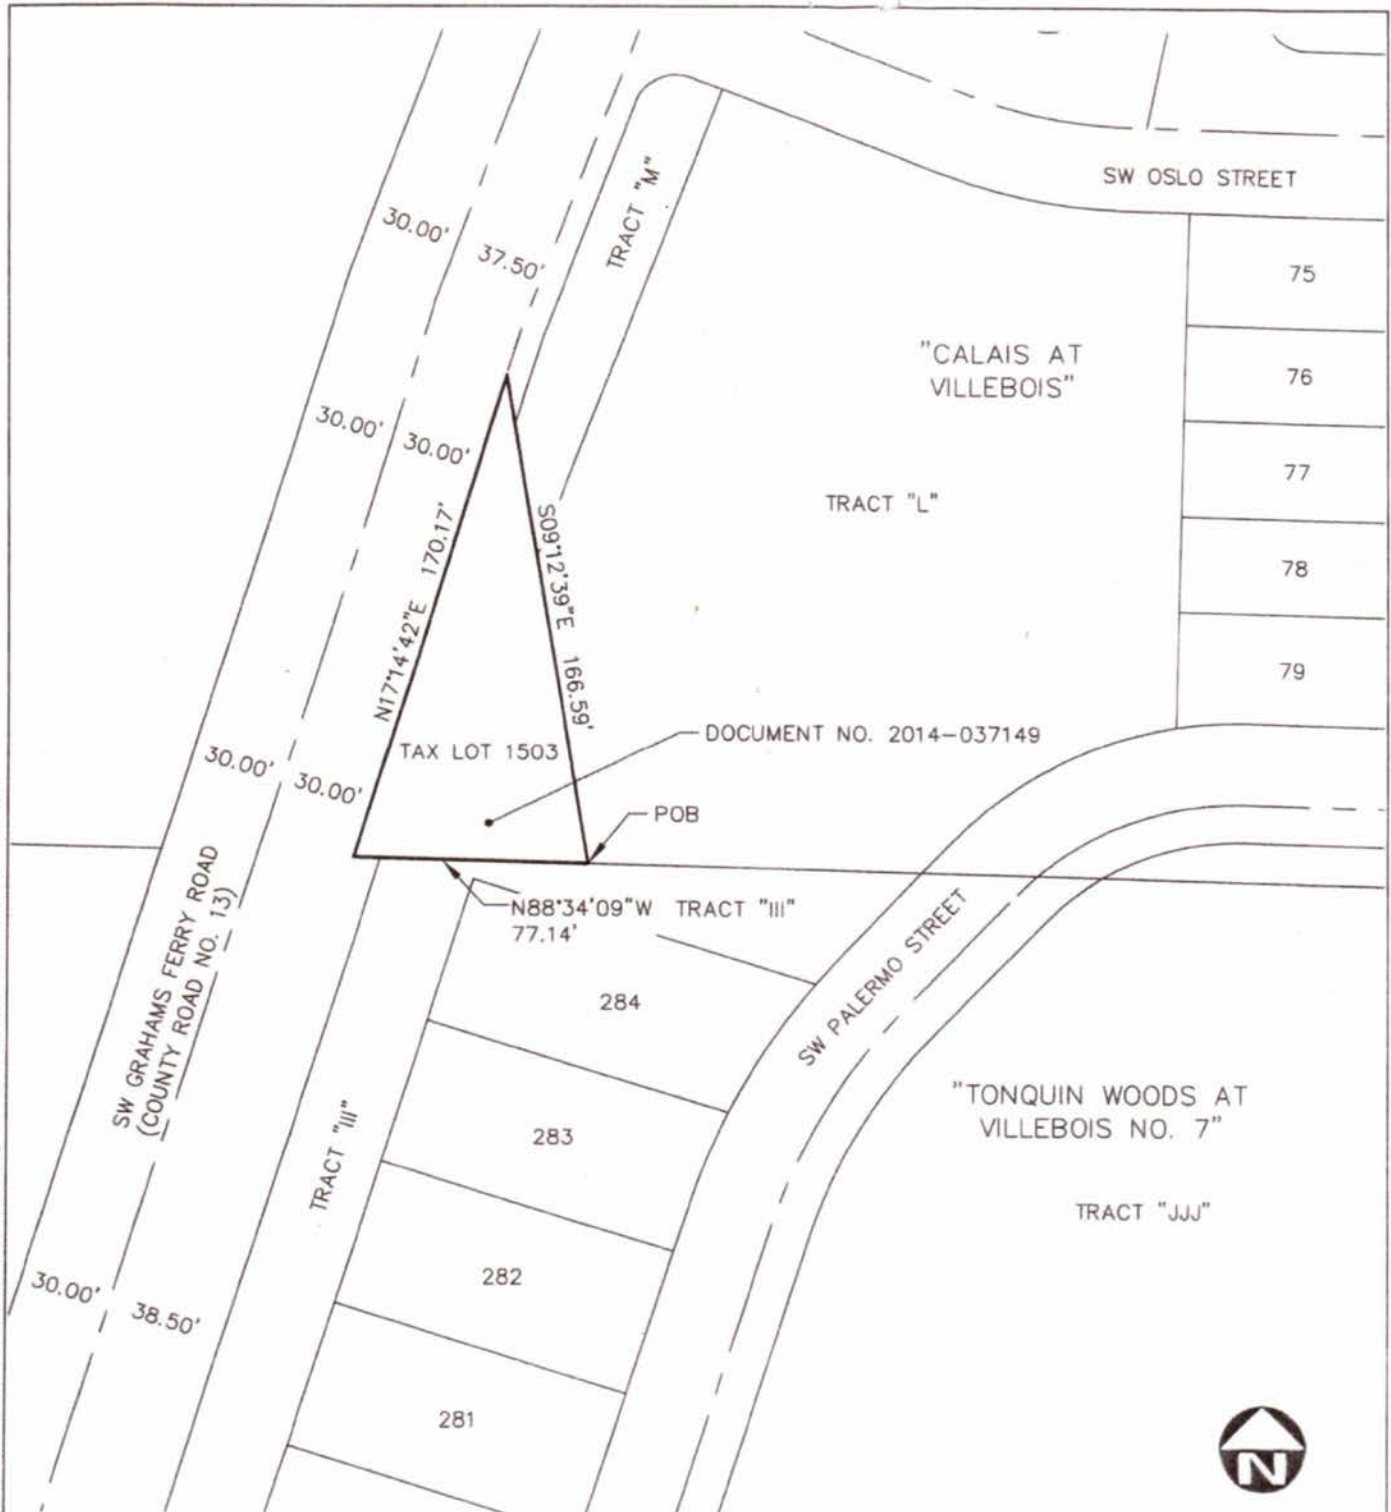 SW OSLO STREET
TRACT "M"
30.00'
37.50'
75
"CALAIS AT
VILLEBOIS"
76
30.00'
30.00'
77
TRACT "L"
N17°14'42"E 170.17'
S09°12'39"E 166.59'
78
79
DOCUMENT NO. 2014-037149
TAX LOT 1503
30.00'
30.00'
POB
SW GRAHAMS FERRY ROAD
(COUNTY ROAD NO. 13)
N88°34'09"W TRACT "III"
77.14'
284
SW PALERMO STREET
"TONQUIN WOODS AT
VILLEBOIS NO. 7"
283
TRACT "III"
TRACT "JJJ"
282
30.00'
38.50'
281
N